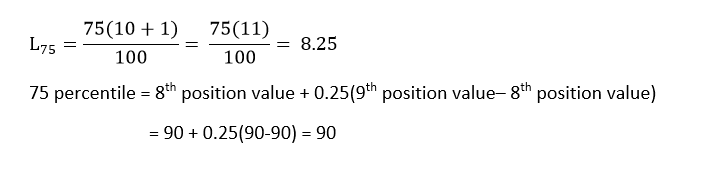 L₇₅ = 75(10 + 1)/100 = 75(11)/100 = 8.25
75 percentile = 8ᵗʰ position value + 0.25(9ᵗʰ position value– 8ᵗʰ position value)
= 90 + 0.25(90-90) = 90